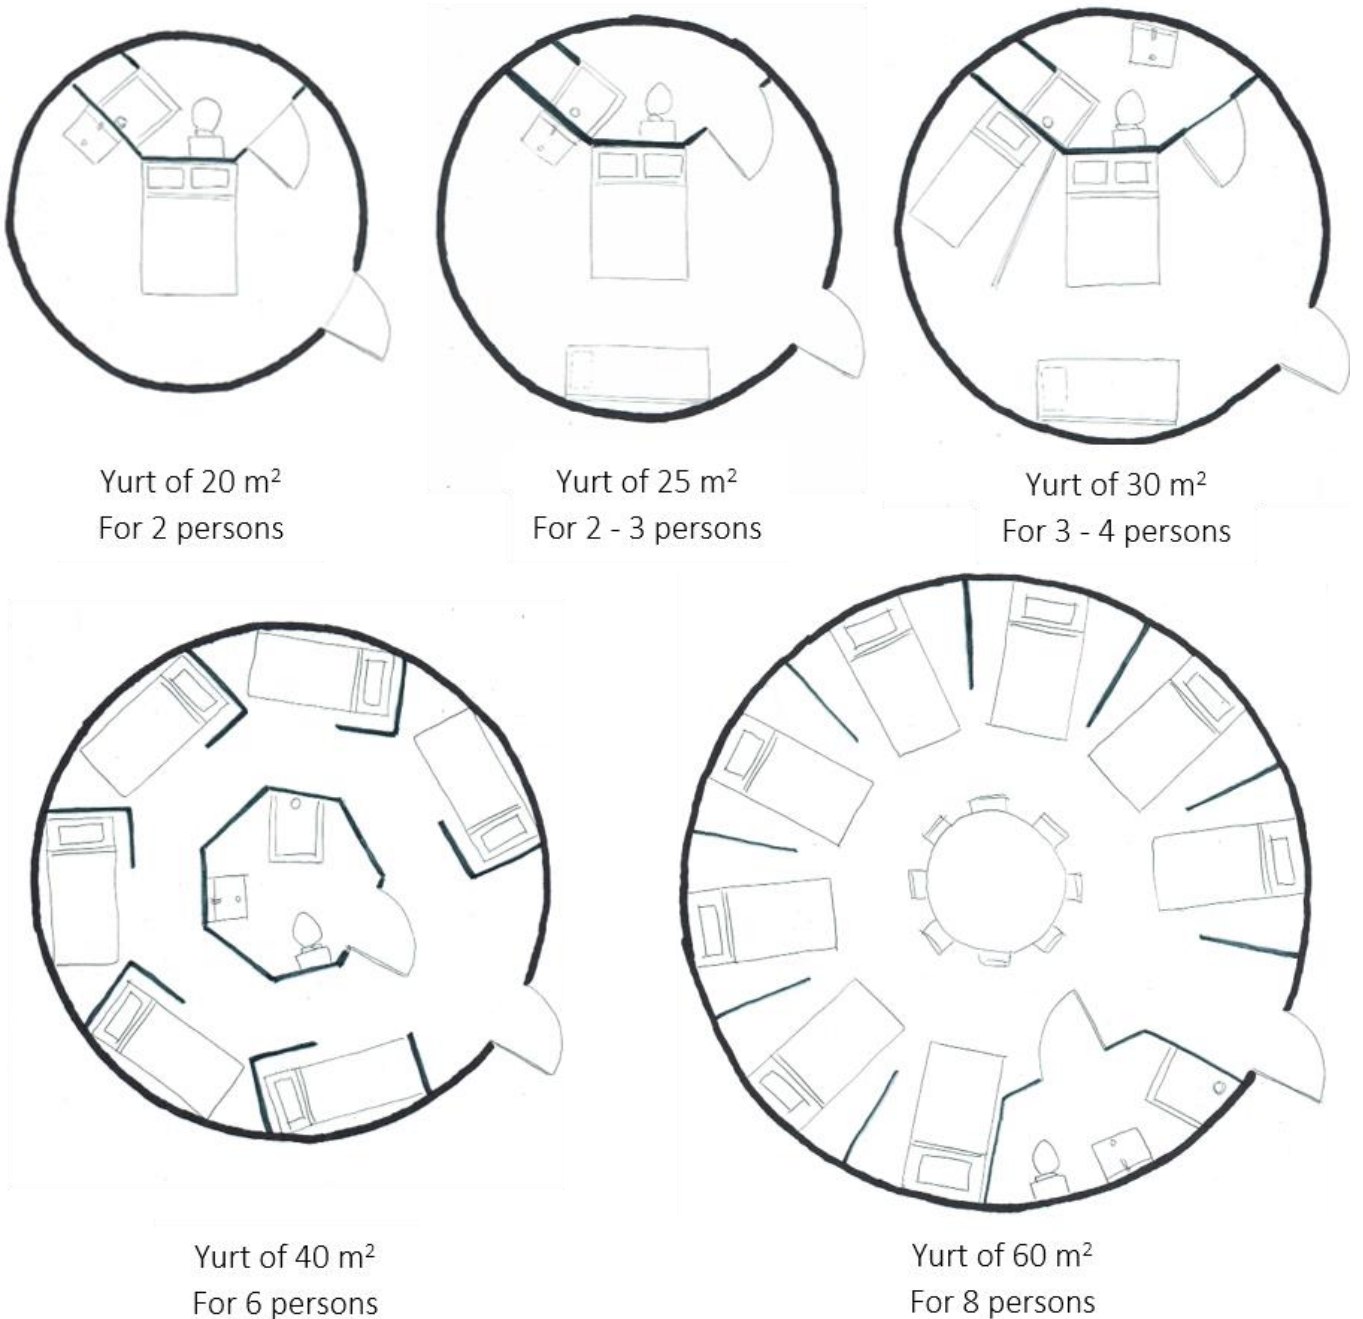 Yurt of 20 m²
For 2 persons
Yurt of 25 m²
For 2 - 3 persons
Yurt of 30 m²
For 3 - 4 persons
Yurt of 40 m²
For 6 persons
Yurt of 60 m²
For 8 persons